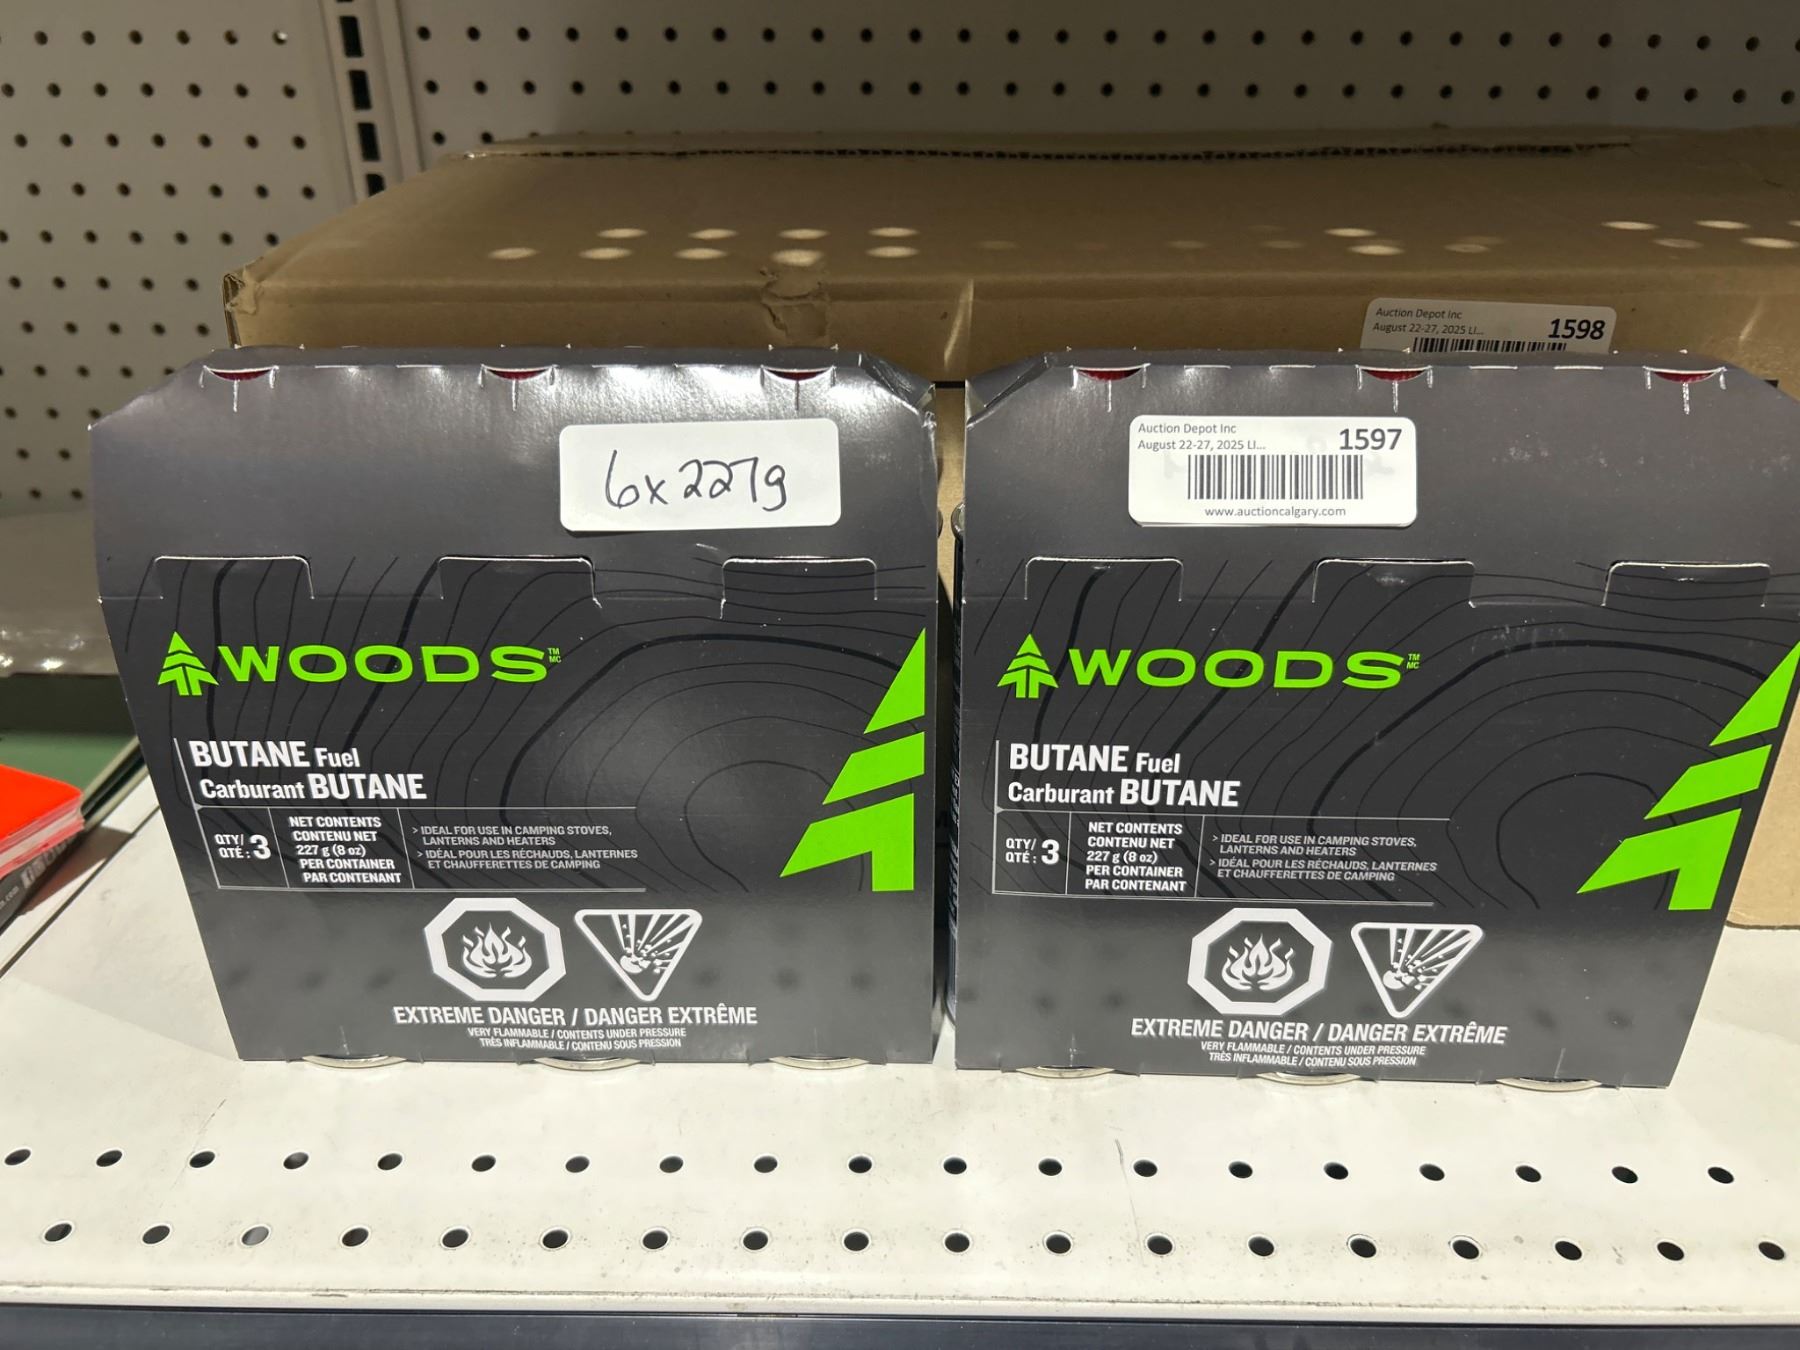 Auction Depot Inc
August 22-27, 2025 LI...
1598
6x227g
WOODS™ MC
BUTANE Fuel
Carburant BUTANE
QTY/
QTÉ : 3
NET CONTENTS
CONTENU NET
227 g (8 oz)
PER CONTAINER
PAR CONTENANT
> IDEAL FOR USE IN CAMPING STOVES,
LANTERNS AND HEATERS
> IDÉAL POUR LES RÉCHAUDS, LANTERNES
ET CHAUFFERETTES DE CAMPING
EXTREME DANGER / DANGER EXTRÊME
VERY FLAMMABLE / CONTENTS UNDER PRESSURE
TRÈS INFLAMMABLE / CONTENU SOUS PRESSION
Auction Depot Inc
August 22-27, 2025 LI...
1597
www.auctioncalgary.com
WOODS™ MC
BUTANE Fuel
Carburant BUTANE
QTY/
QTÉ : 3
NET CONTENTS
CONTENU NET
227 g (8 oz)
PER CONTAINER
PAR CONTENANT
> IDEAL FOR USE IN CAMPING STOVES,
LANTERNS AND HEATERS
> IDÉAL POUR LES RÉCHAUDS, LANTERNES
ET CHAUFFERETTES DE CAMPING
EXTREME DANGER / DANGER EXTRÊME
VERY FLAMMABLE / CONTENTS UNDER PRESSURE
TRÈS INFLAMMABLE / CONTENU SOUS PRESSION